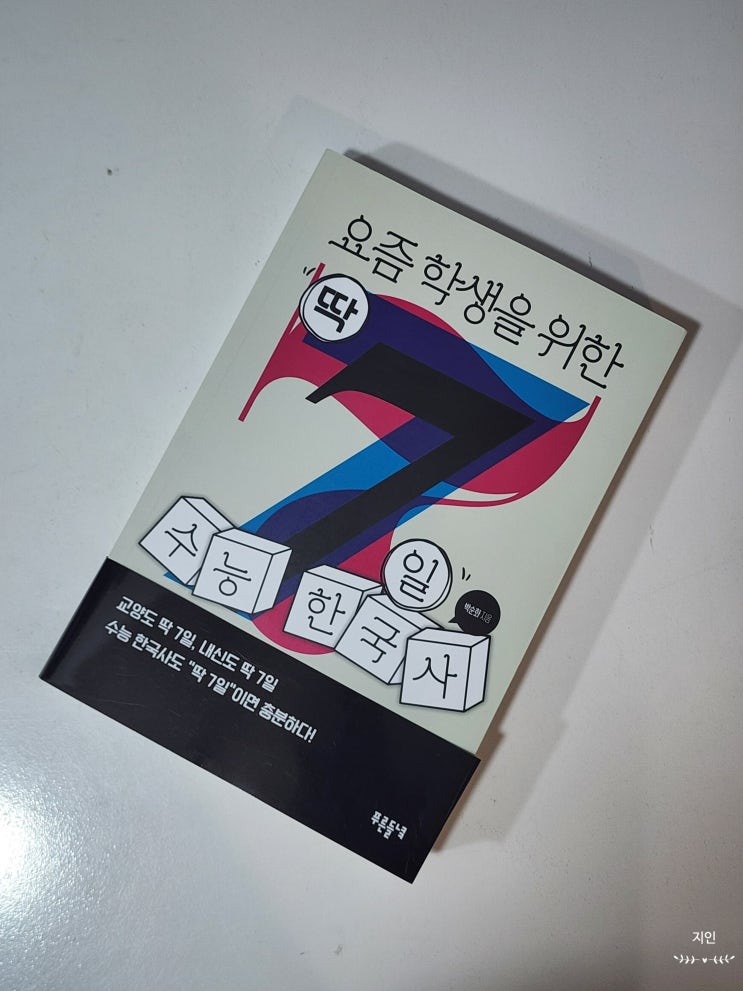 요즘 학생을 위한
딱
7
일
수능 한국사
박순화 지음
교양도 딱 7일, 내신도 딱 7일
수능 한국사도 "딱 7일"이면 충분하다!
푸른들녘
지인